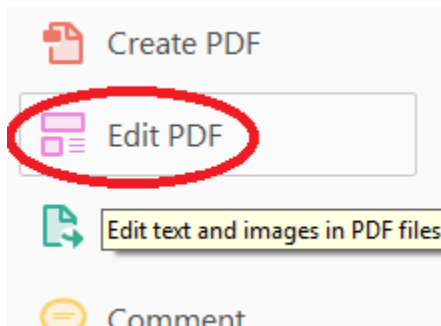 Create PDF
Edit PDF
Edit text and images in PDF files
Comment